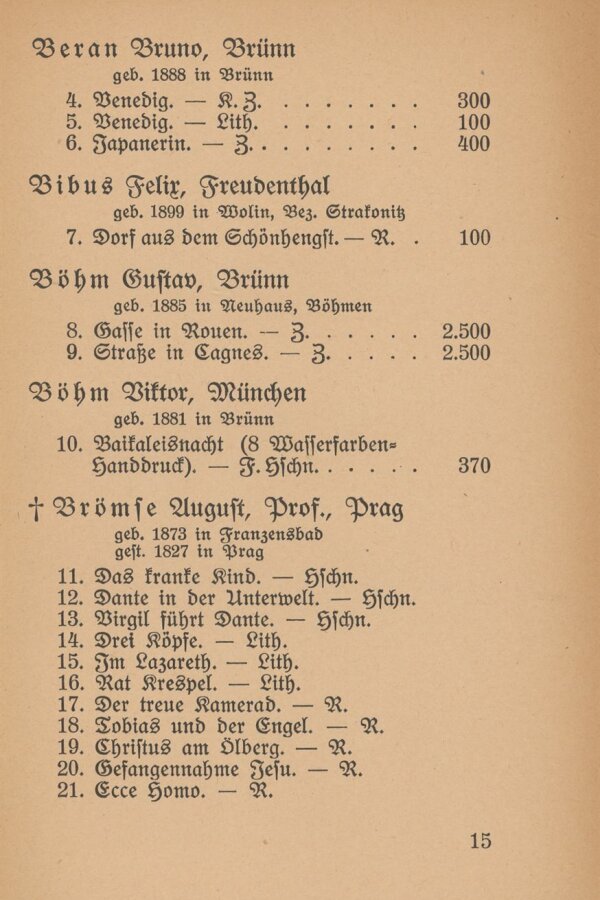 Beran Bruno, Brünn
geb. 1888 in Brünn
4. Venedig. — K. Z. . . . . . . . 300
5. Venedig. — Lith. . . . . . . . 100
6. Japanerin. — Z. . . . . . . . . 400
Bibus Felix, Freudenthal
geb. 1899 in Wolin, Bez. Strakonitz
7. Dorf aus dem Schönhengst. — R. . 100
Böhm Gustav, Brünn
geb. 1885 in Neuhaus, Böhmen
8. Gasse in Rouen. — Z. . . . . . 2.500
9. Straße in Cagnes. — Z. . . . . 2.500
Böhm Viktor, München
geb. 1881 in Brünn
10. Baikaleisnacht (8 Wasserfarben-
Handdruck). — F. Hschn. . . . . . 370
† Brömse August, Prof., Prag
geb. 1873 in Franzensbad
gest. 1827 in Prag
11. Das kranke Kind. — Hschn.
12. Dante in der Unterwelt. — Hschn.
13. Virgil führt Dante. — Hschn.
14. Drei Köpfe. — Lith.
15. Im Lazareth. — Lith.
16. Rat Krespel. — Lith.
17. Der treue Kamerad. — R.
18. Tobias und der Engel. — R.
19. Christus am Ölberg. — R.
20. Gefangennahme Jesu. — R.
21. Ecce Homo. — R.
15